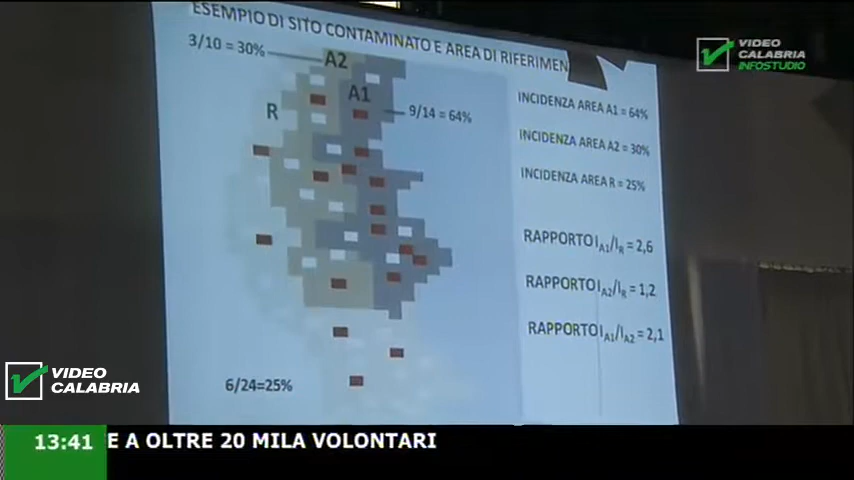 ESEMPIO DI SITO CONTAMINATO E AREA DI RIFERIMEN
3/10 = 30%
A2
A1
R
9/14 = 64%
6/24=25%
INCIDENZA AREA A1 = 64%
INCIDENZA AREA A2 = 30%
INCIDENZA AREA R = 25%
RAPPORTO IA1/IR = 2,6
RAPPORTO IA2/IR = 1,2
RAPPORTO IA1/IA2 = 2,1
VIDEO
CALABRIA
INFOSTUDIO
VIDEO
CALABRIA
13:41
E A OLTRE 20 MILA VOLONTARI